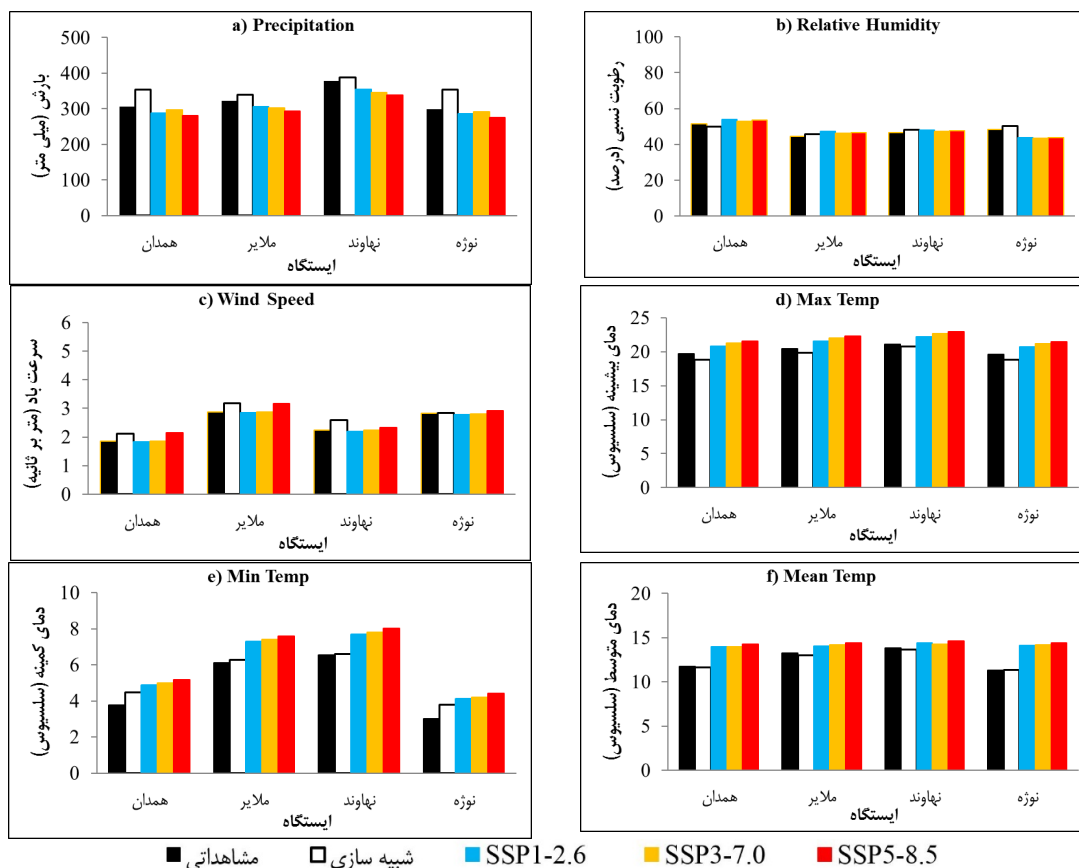 a) Precipitation
بارش (میلی متر)
500
400
300
200
100
0
همدان ملایر نهاوند نوژه
ایستگاه
b) Relative Humidity
رطوبت نسبی (درصد)
100
80
60
40
20
0
همدان ملایر نهاوند نوژه
ایستگاه
c) Wind Speed
سرعت باد (متر بر ثانیه)
6
5
4
3
2
1
0
همدان ملایر نهاوند نوژه
ایستگاه
d) Max Temp
دمای بیشینه (سلسیوس)
25
20
15
10
5
0
همدان ملایر نهاوند نوژه
ایستگاه
e) Min Temp
دمای کمینه (سلسیوس)
10
8
6
4
2
0
همدان ملایر نهاوند نوژه
ایستگاه
f) Mean Temp
دمای متوسط (سلسیوس)
20
15
10
5
0
همدان ملایر نهاوند نوژه
ایستگاه
مشاهداتی شبیه سازی SSP1-2.6 SSP3-7.0 SSP5-8.5